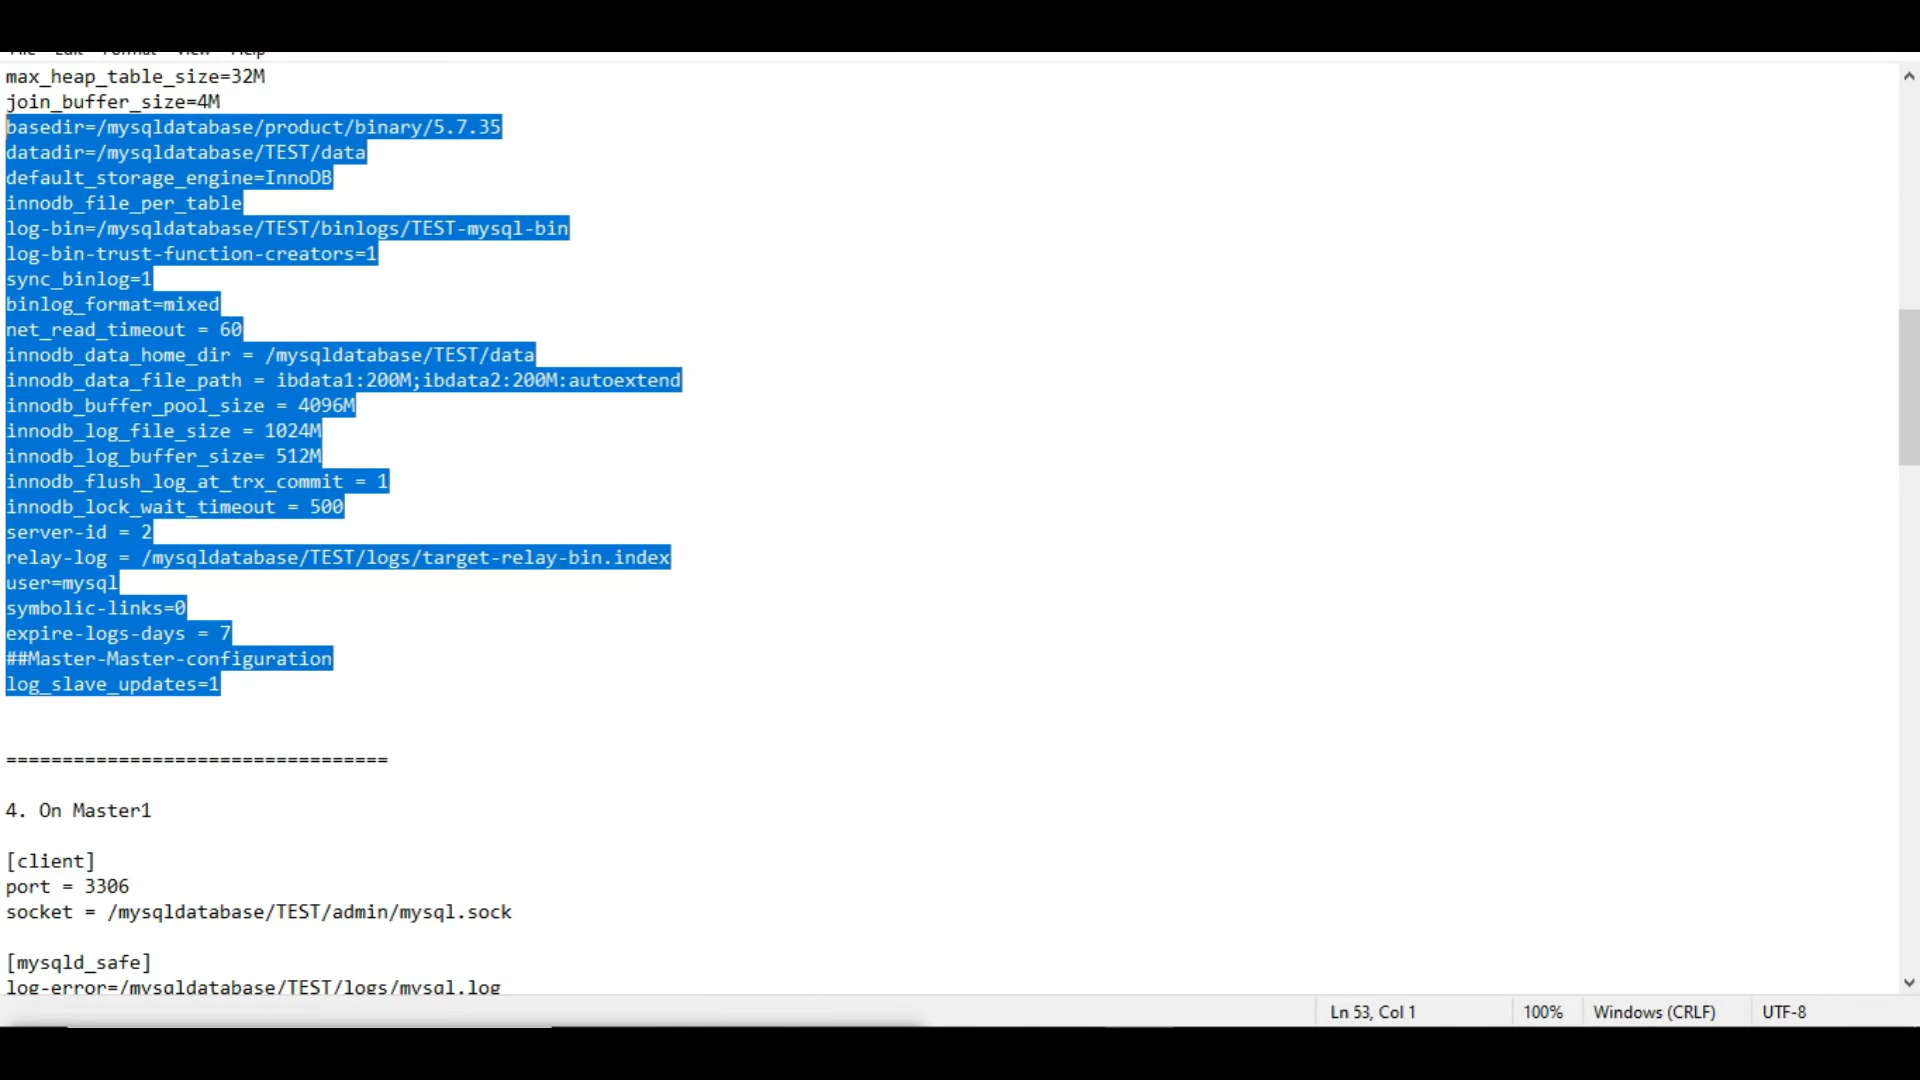 File Edit Format View Help
max_heap_table_size=32M
join_buffer_size=4M
basedir=/mysqldatabase/product/binary/5.7.35
datadir=/mysqldatabase/TEST/data
default_storage_engine=InnoDB
innodb_file_per_table
log-bin=/mysqldatabase/TEST/binlogs/TEST-mysql-bin
log-bin-trust-function-creators=1
sync_binlog=1
binlog_format=mixed
net_read_timeout = 60
innodb_data_home_dir = /mysqldatabase/TEST/data
innodb_data_file_path = ibdata1:200M;ibdata2:200M:autoextend
innodb_buffer_pool_size = 4096M
innodb_log_file_size = 1024M
innodb_log_buffer_size= 512M
innodb_flush_log_at_trx_commit = 1
innodb_lock_wait_timeout = 500
server-id = 2
relay-log = /mysqldatabase/TEST/logs/target-relay-bin.index
user=mysql
symbolic-links=0
expire-logs-days = 7
##Master-Master-configuration
log_slave_updates=1
==================================
4. On Master1
[client]
port = 3306
socket = /mysqldatabase/TEST/admin/mysql.sock
[mysqld_safe]
log-error=/mysqldatabase/TEST/logs/mysql.log
Ln 53, Col 1 100% Windows (CRLF) UTF-8